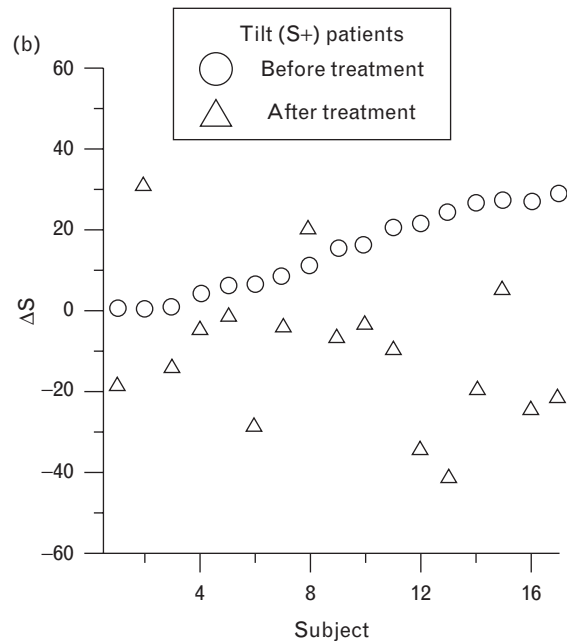 (b)
Tilt (S+) patients
Before treatment
After treatment
60
40
20
0
−20
−40
−60
ΔS
4 8 12 16
Subject